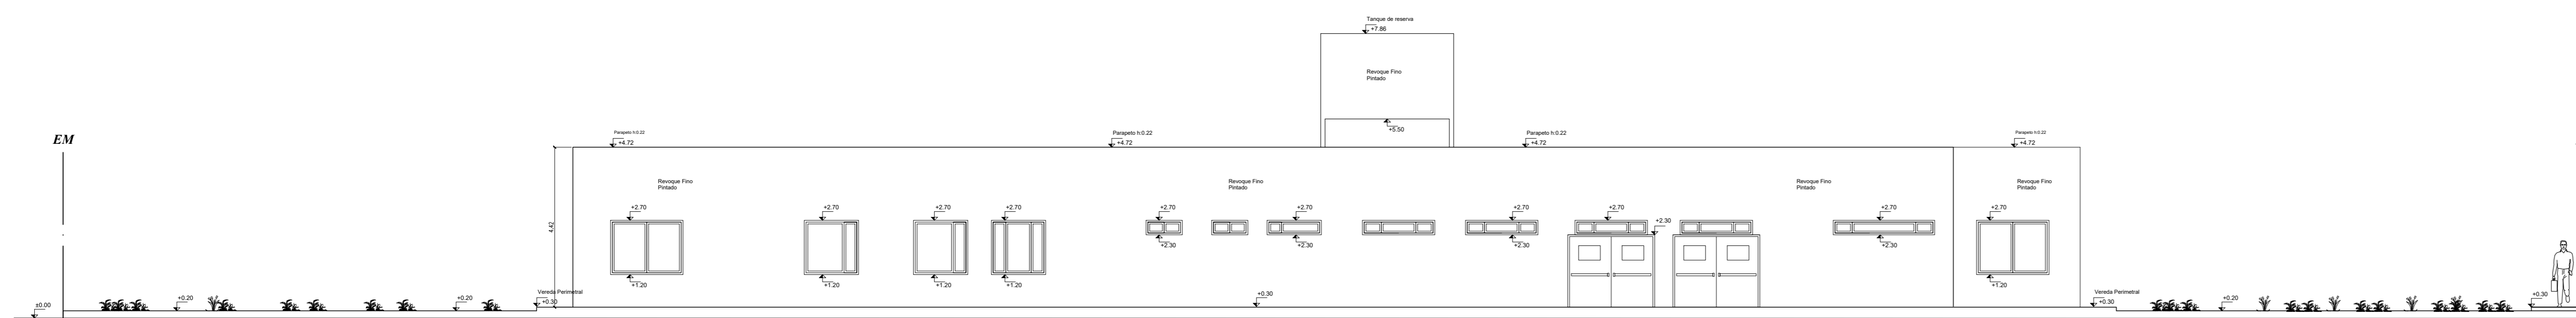 Tanque de reserva
+7.86
Revoque Fino
Pintado
+5.50
EM
Parapeto h:0.22
+4.72
Parapeto h:0.22
+4.72
Parapeto h:0.22
+4.72
Parapeto h:0.22
+4.72
4.42
Revoque Fino
Pintado
Revoque Fino
Pintado
Revoque Fino
Pintado
Revoque Fino
Pintado
+2.70
+2.70
+2.70
+2.70
+2.70
+2.70
+2.70
+2.70
+2.70
+2.70
+2.30
+2.30
+2.30
+2.30
+2.30
+1.20
+1.20
+1.20
+1.20
+1.20
±0.00
+0.20
+0.20
Vereda Perimetral
+0.30
+0.30
Vereda Perimetral
+0.30
+0.20
+0.30